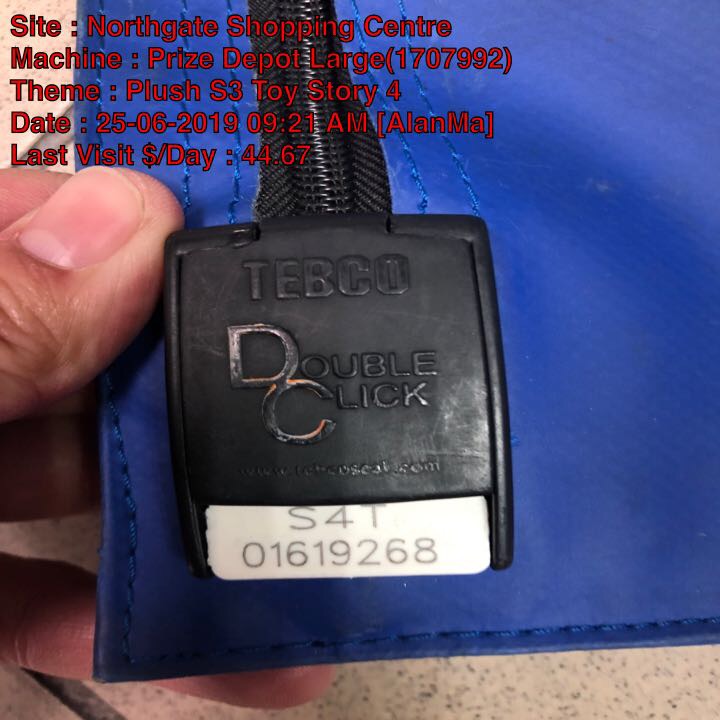 Site : Northgate Shopping Centre
Machine : Prize Depot Large(1707992)
Theme : Plush S3 Toy Story 4
Date : 25-06-2019 09:21 AM [AlanMa]
Last Visit $/Day : 44.67
TEBCO
DOUBLE
CLICK
S4T
01619268